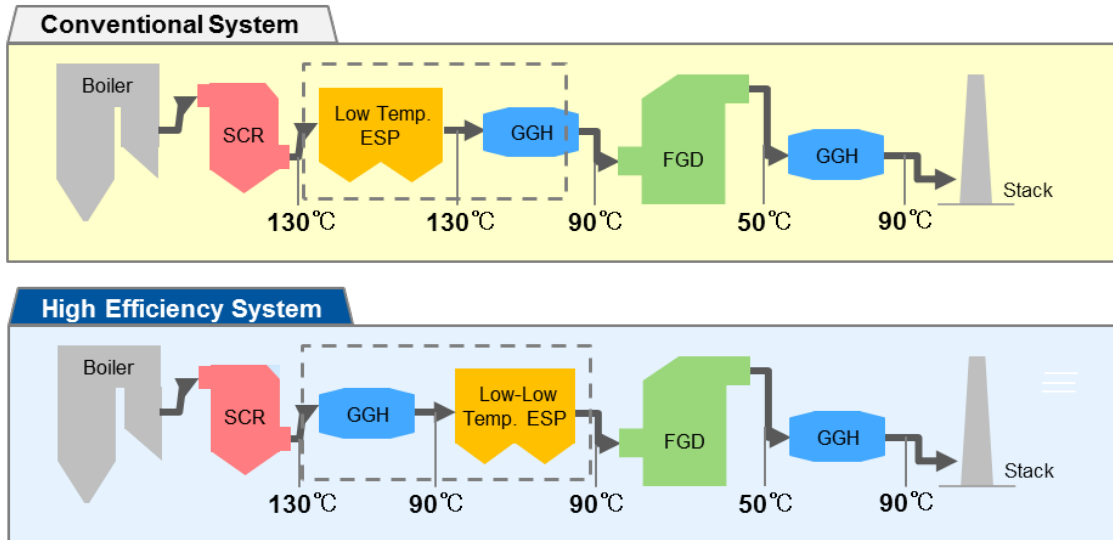 Conventional System
Boiler
SCR
Low Temp.
ESP
GGH
FGD
GGH
Stack
130℃
130℃
90℃
50℃
90℃
High Efficiency System
Boiler
SCR
GGH
Low-Low
Temp. ESP
FGD
GGH
Stack
130℃
90℃
90℃
50℃
90℃